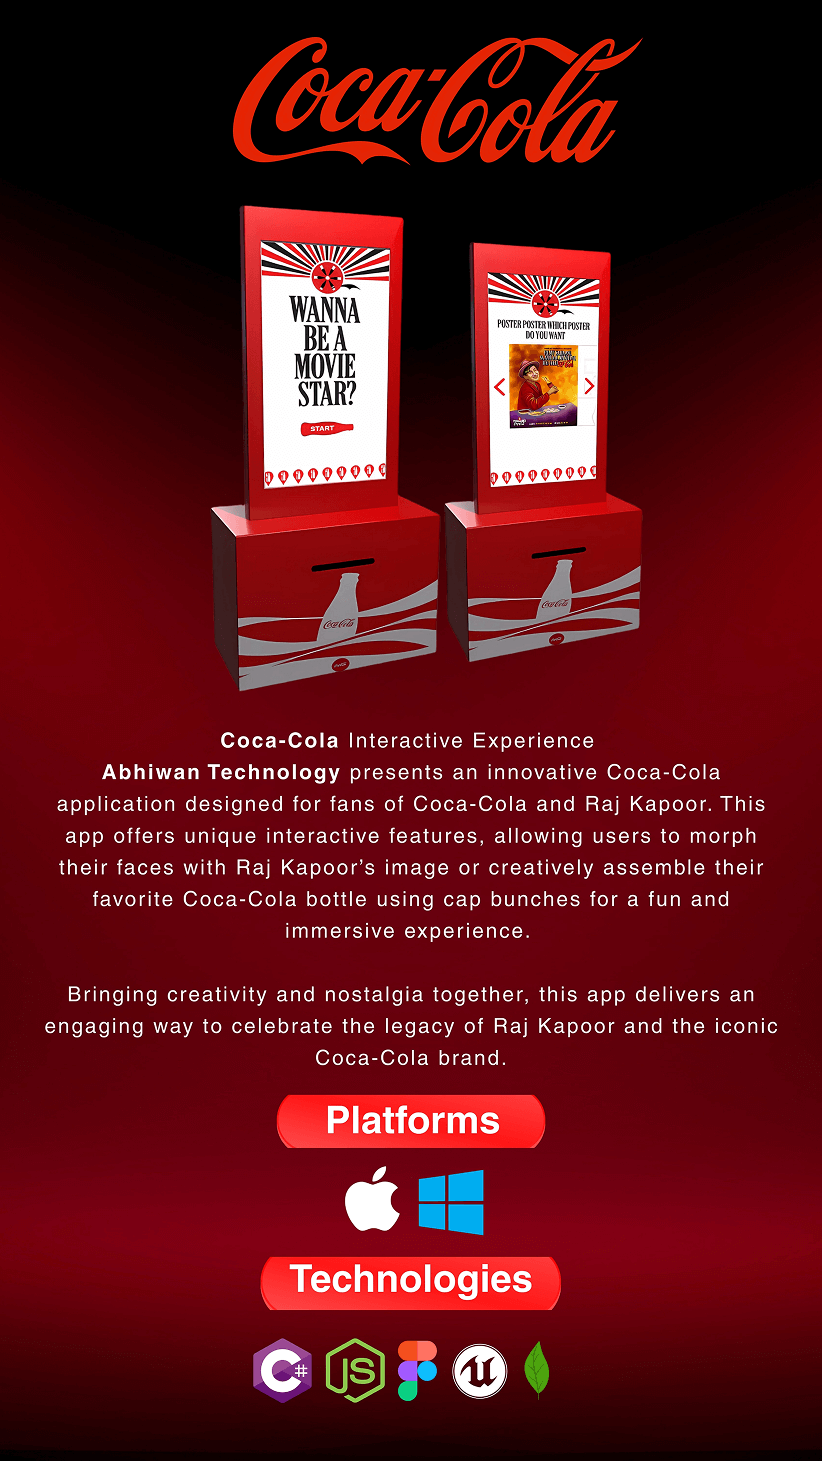 Coca-Cola
WANNA
BE A
MOVIE
STAR?
START
POSTER POSTER WHICH POSTER
DO YOU WANT
Coca-Cola
Coca-Cola
Coca-Cola Interactive Experience
Abhiwan Technology presents an innovative Coca-Cola
application designed for fans of Coca-Cola and Raj Kapoor. This
app offers unique interactive features, allowing users to morph
their faces with Raj Kapoor’s image or creatively assemble their
favorite Coca-Cola bottle using cap bunches for a fun and
immersive experience.
Bringing creativity and nostalgia together, this app delivers an
engaging way to celebrate the legacy of Raj Kapoor and the iconic
Coca-Cola brand.
Platforms
Technologies
C#
JS